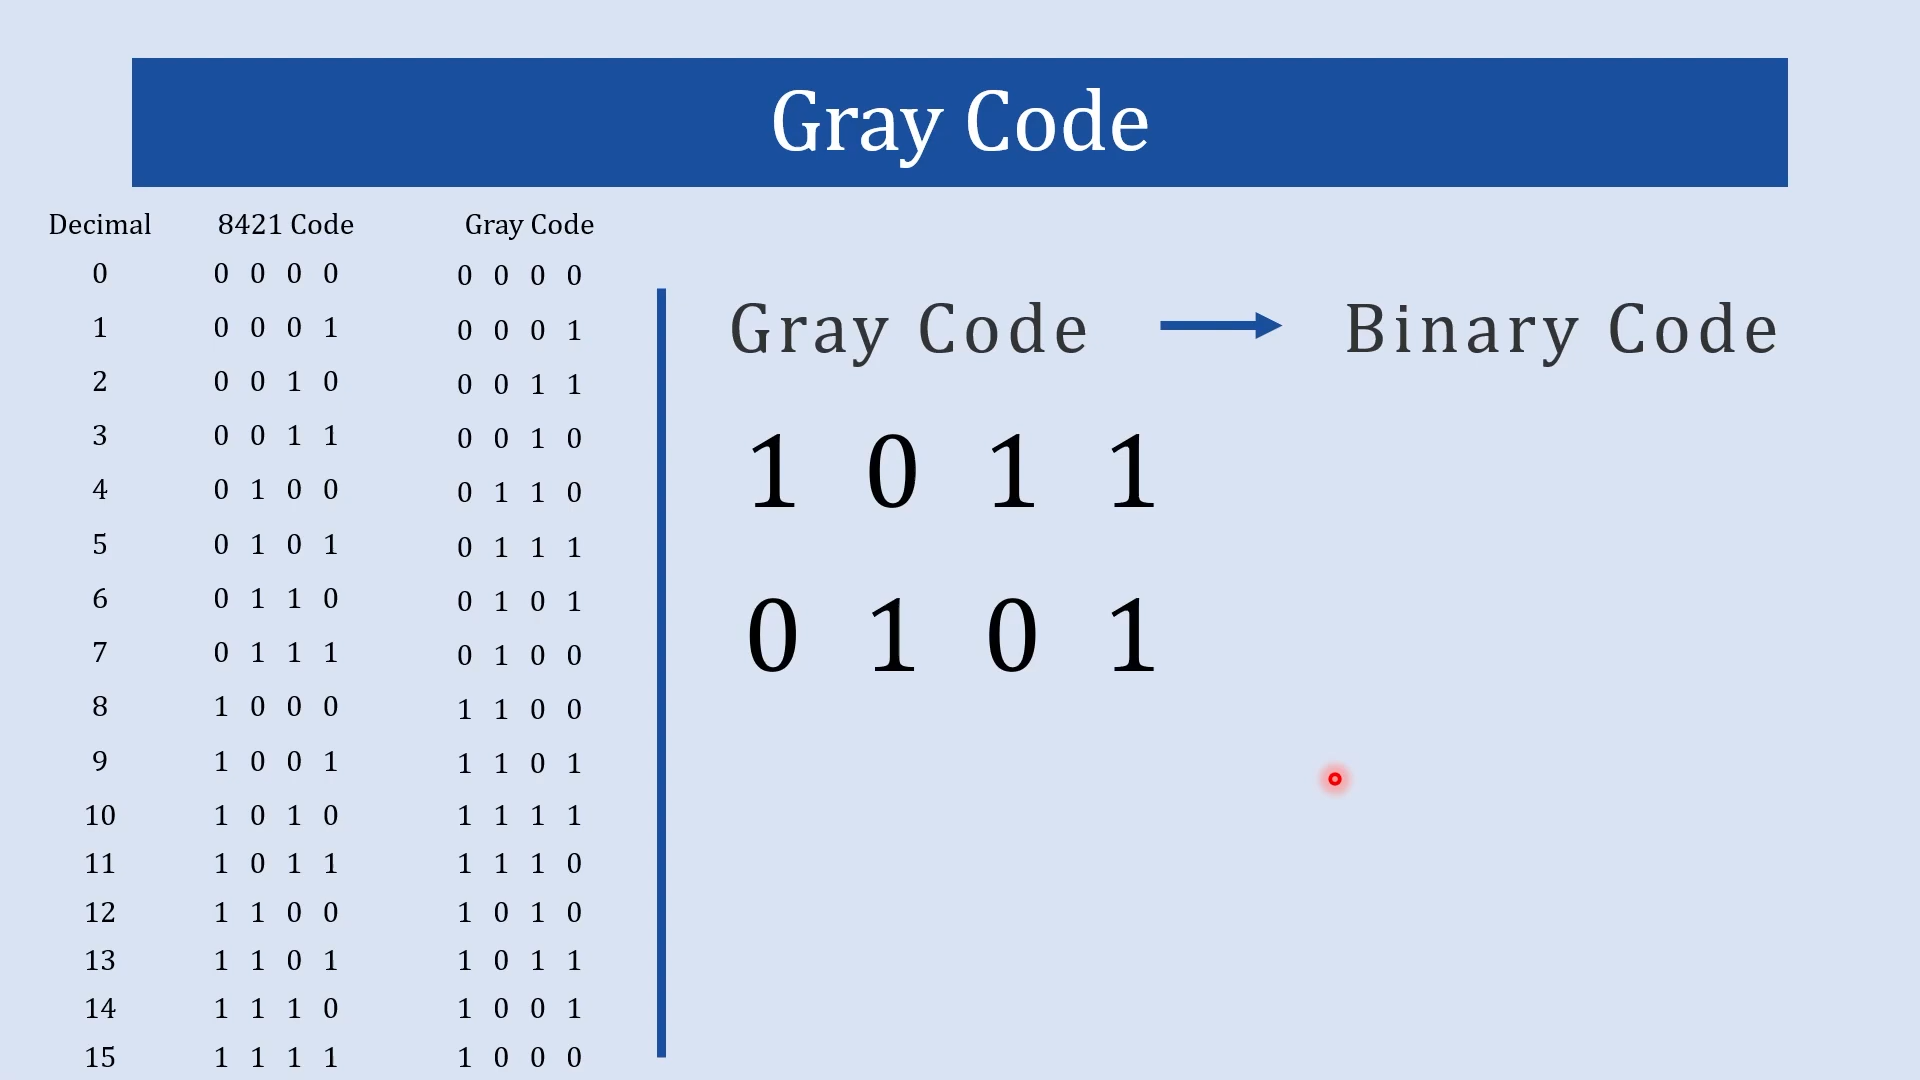 Gray Code
Decimal 8421 Code Gray Code
0 0 0 0 0 0 0 0 0
1 0 0 0 1 0 0 0 1
2 0 0 1 0 0 0 1 1
3 0 0 1 1 0 0 1 0
4 0 1 0 0 0 1 1 0
5 0 1 0 1 0 1 1 1
6 0 1 1 0 0 1 0 1
7 0 1 1 1 0 1 0 0
8 1 0 0 0 1 1 0 0
9 1 0 0 1 1 1 0 1
10 1 0 1 0 1 1 1 1
11 1 0 1 1 1 1 1 0
12 1 1 0 0 1 0 1 0
13 1 1 0 1 1 0 1 1
14 1 1 1 0 1 0 0 1
15 1 1 1 1 1 0 0 0
Gray Code Binary Code
1 0 1 1
0 1 0 1